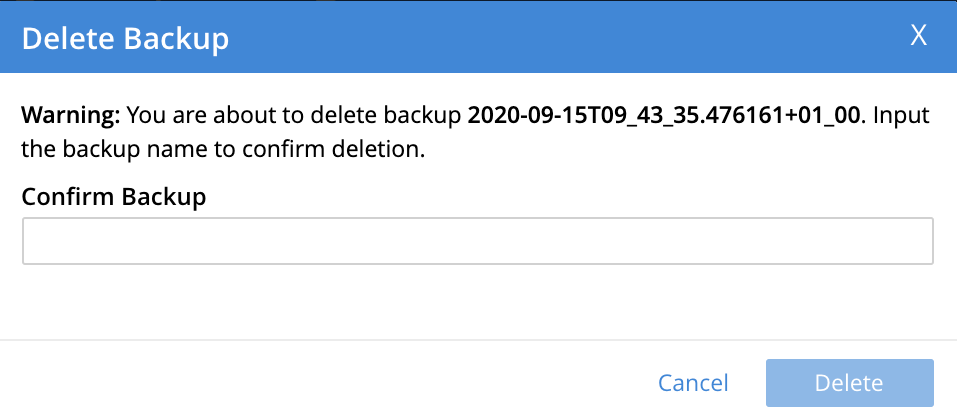 Delete Backup X
Warning: You are about to delete backup 2020-09-15T09_43_35.476161+01_00. Input
the backup name to confirm deletion.
Confirm Backup
Cancel Delete